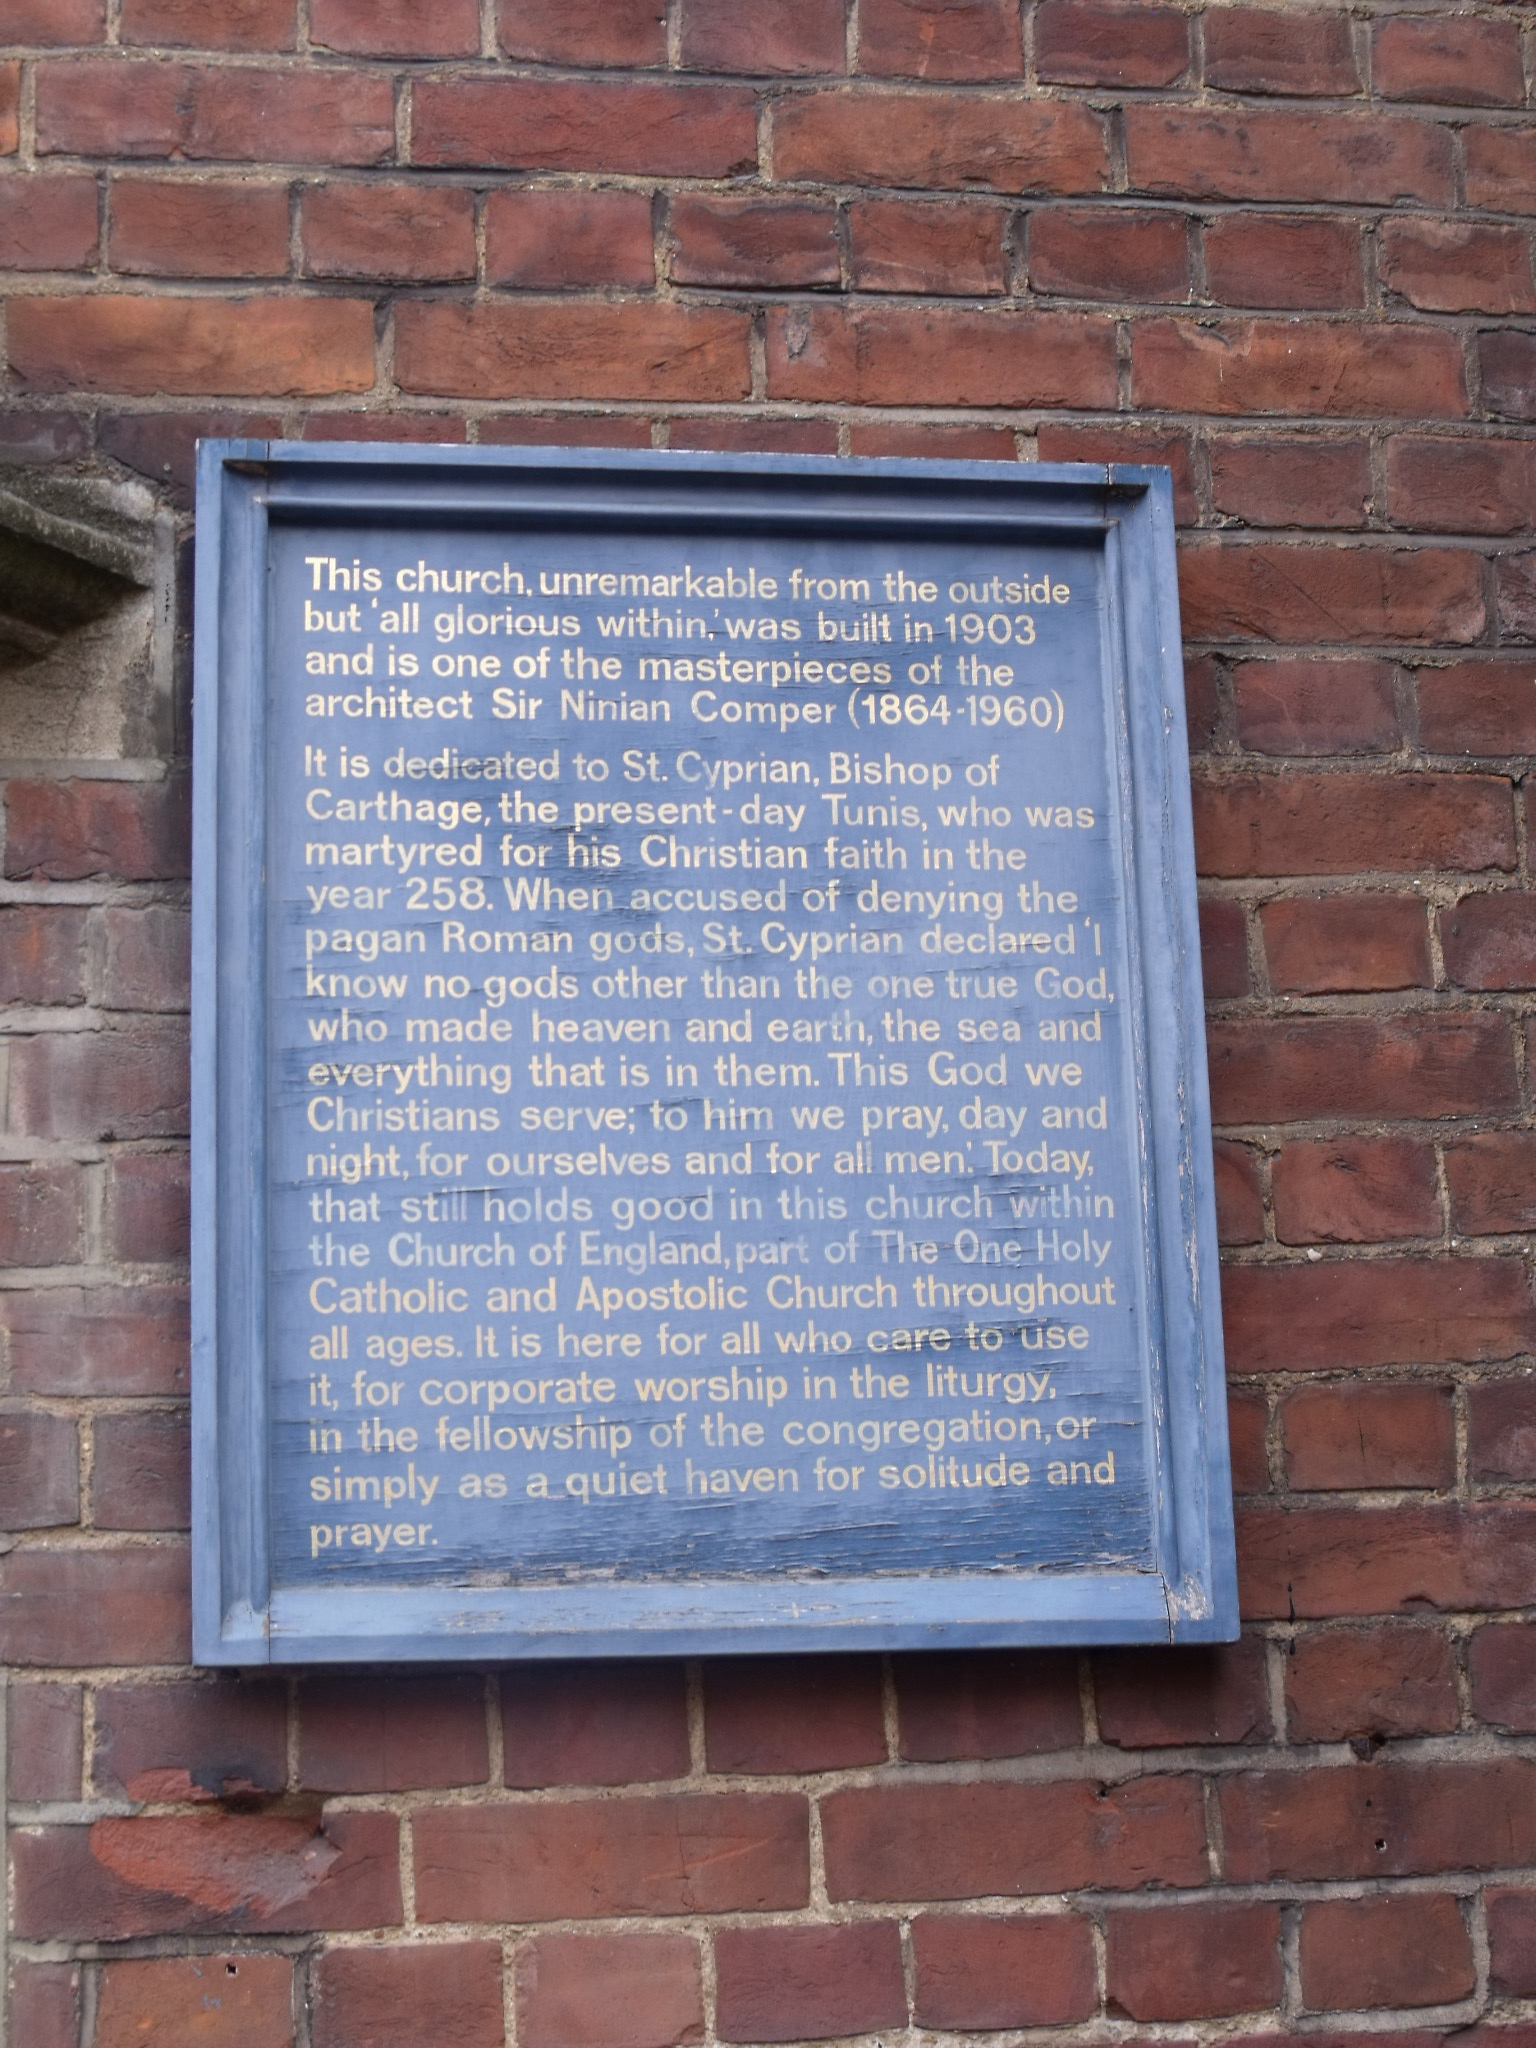 This church, unremarkable from the outside
but ‘all glorious within,’ was built in 1903
and is one of the masterpieces of the
architect Sir Ninian Comper (1864-1960)
It is dedicated to St. Cyprian, Bishop of
Carthage, the present-day Tunis, who was
martyred for his Christian faith in the
year 258. When accused of denying the
pagan Roman gods, St. Cyprian declared ‘I
know no gods other than the one true God,
who made heaven and earth, the sea and
everything that is in them. This God we
Christians serve; to him we pray, day and
night, for ourselves and for all men.’ Today,
that still holds good in this church within
the Church of England, part of The One Holy
Catholic and Apostolic Church throughout
all ages. It is here for all who care to use
it, for corporate worship in the liturgy,
in the fellowship of the congregation, or
simply as a quiet haven for solitude and
prayer.